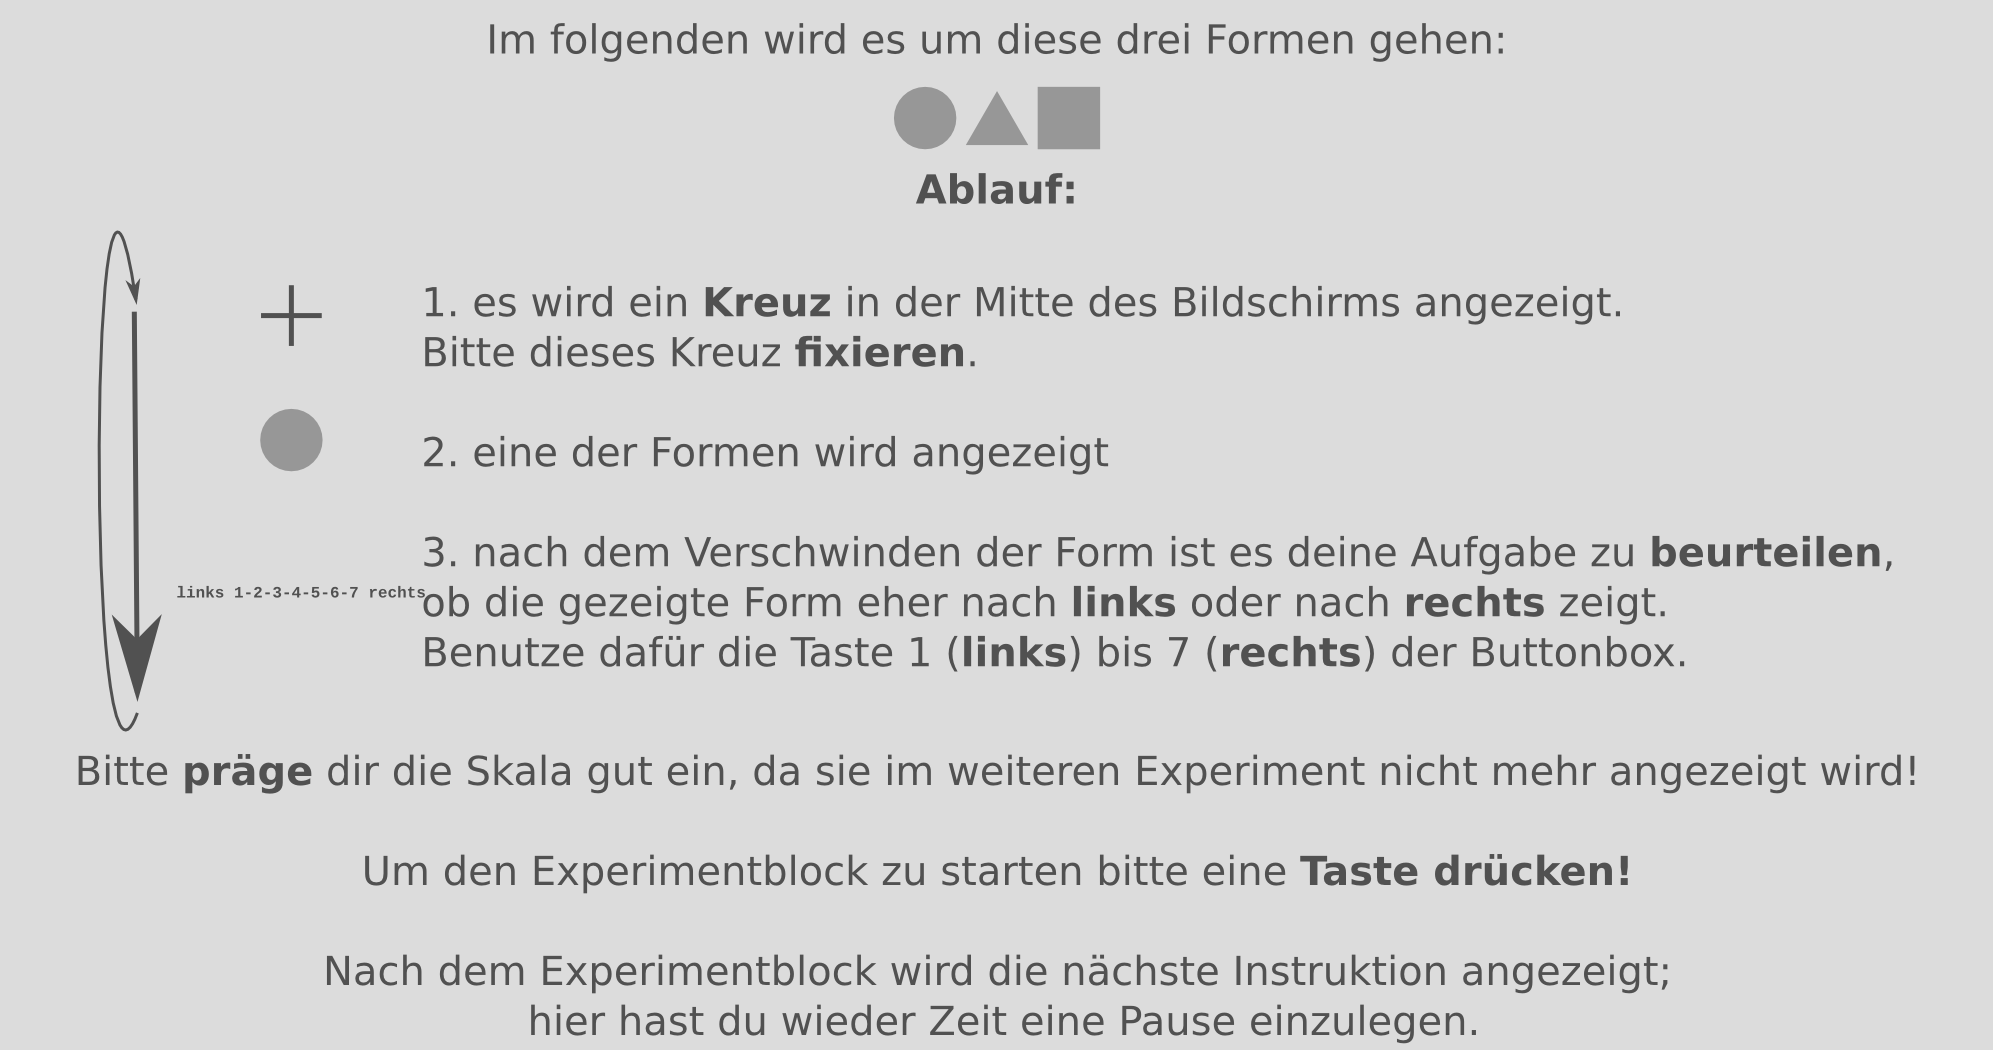 Im folgenden wird es um diese drei Formen gehen:
Ablauf:
1. es wird ein Kreuz in der Mitte des Bildschirms angezeigt.
Bitte dieses Kreuz fixieren.
2. eine der Formen wird angezeigt
3. nach dem Verschwinden der Form ist es deine Aufgabe zu beurteilen,
links 1-2-3-4-5-6-7 rechts
ob die gezeigte Form eher nach links oder nach rechts zeigt.
Benutze dafür die Taste 1 (links) bis 7 (rechts) der Buttonbox.
Bitte präge dir die Skala gut ein, da sie im weiteren Experiment nicht mehr angezeigt wird!
Um den Experimentblock zu starten bitte eine Taste drücken!
Nach dem Experimentblock wird die nächste Instruktion angezeigt;
hier hast du wieder Zeit eine Pause einzulegen.